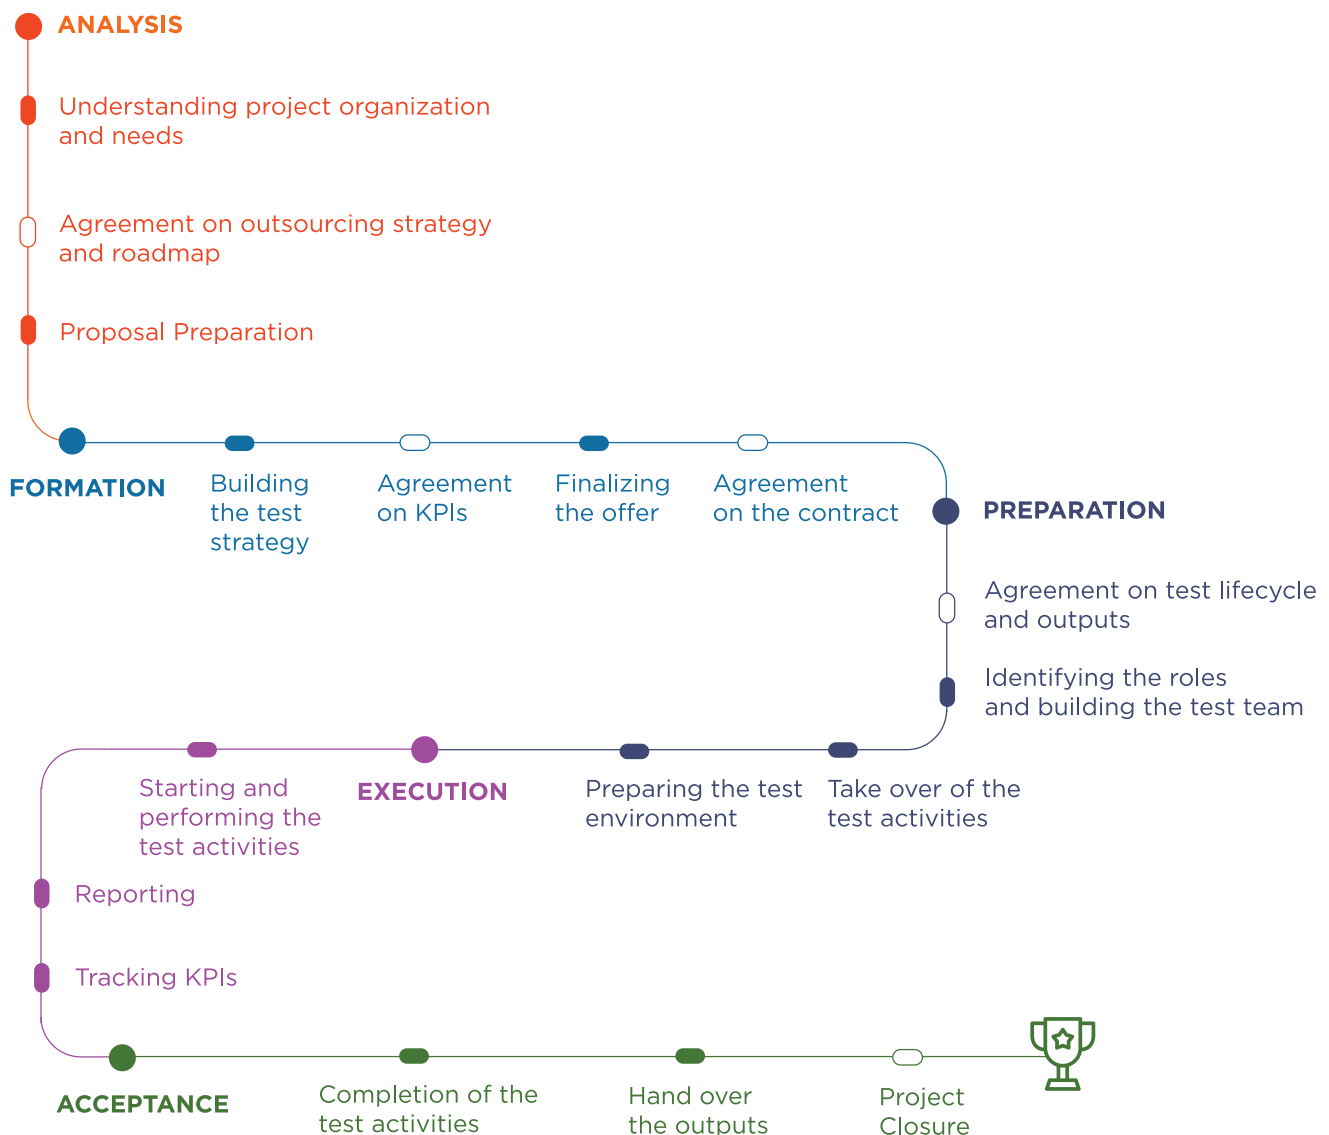 ANALYSIS
Understanding project organization
and needs
Agreement on outsourcing strategy
and roadmap
Proposal Preparation
FORMATION
Building
the test
strategy
Agreement
on KPIs
Finalizing
the offer
Agreement
on the contract
PREPARATION
Agreement on test lifecycle
and outputs
Identifying the roles
and building the test team
Take over of the
test activities
Preparing the test
environment
EXECUTION
Starting and
performing the
test activities
Reporting
Tracking KPIs
ACCEPTANCE
Completion of the
test activities
Hand over
the outputs
Project
Closure